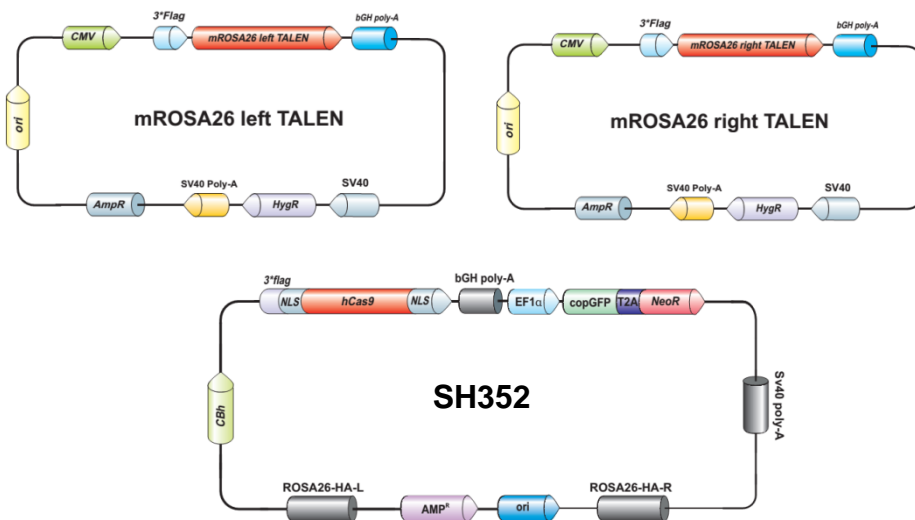 3*Flag
bGH poly-A
CMV
mROSA26 left TALEN
ori
mROSA26 left TALEN
SV40 Poly-A
SV40
AmpR
HygR
3*Flag
bGH poly-A
CMV
mROSA26 right TALEN
ori
mROSA26 right TALEN
SV40 Poly-A
SV40
AmpR
HygR
bGH poly-A
3*flag
NLS
hCas9
NLS
EF1α
copGFP
T2A
NeoR
SH352
Sv40 poly-A
CBh
ROSA26-HA-L
ROSA26-HA-R
AMPᴿ
ori